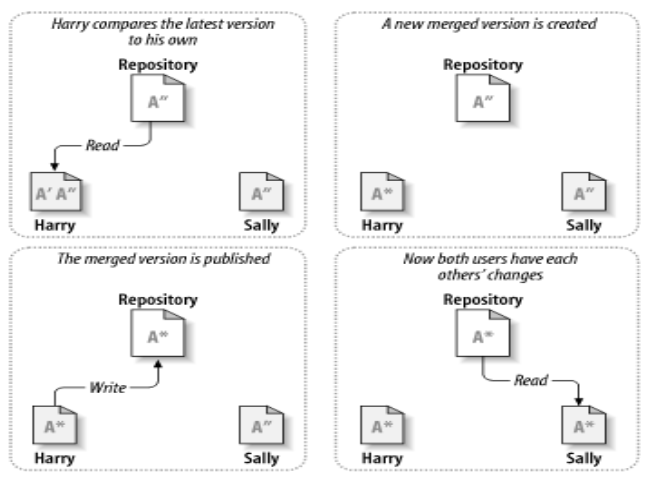 Harry compares the latest version
to his own
Repository
A″
Read
A′ A″
A″
Harry
Sally
A new merged version is created
Repository
A″
A*
A″
Harry
Sally
The merged version is published
Repository
A*
Write
A*
A″
Harry
Sally
Now both users have each
others’ changes
Repository
A*
Read
A*
A*
Harry
Sally